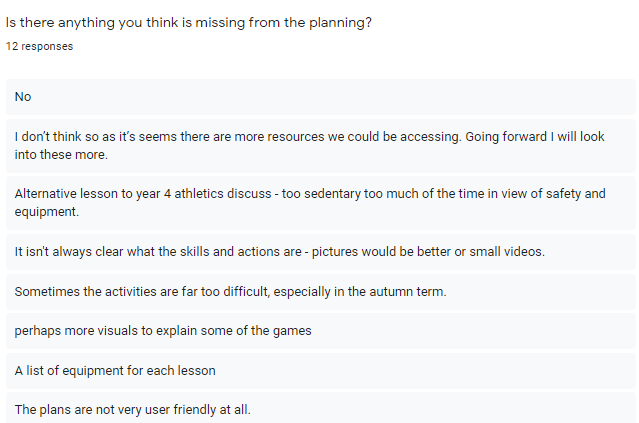 Is there anything you think is missing from the planning?
12 responses
No
I don't think so as it's seems there are more resources we could be accessing. Going forward I will look
into these more.
Alternative lesson to year 4 athletics discuss - too sedentary too much of the time in view of safety and
equipment.
It isn't always clear what the skills and actions are - pictures would be better or small videos.
Sometimes the activities are far too difficult, especially in the autumn term.
perhaps more visuals to explain some of the games
A list of equipment for each lesson
The plans are not very user friendly at all.